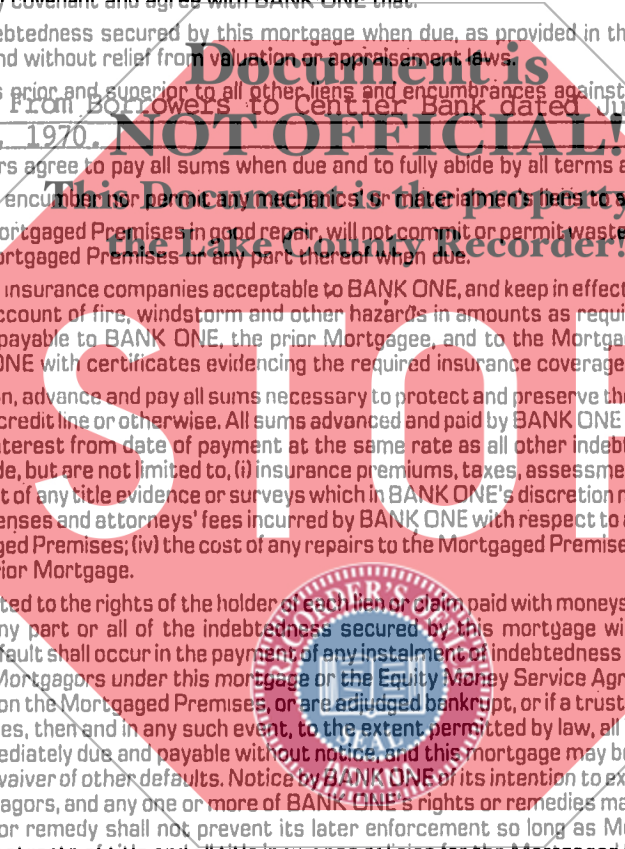 y covenant and agree with BANK ONE that:
ebtedness secured by this mortgage when due, as provided in th
nd without relief from valuation or appraisement laws.
Document is
s prior and superior to all other liens and encumbrances against
From Borrowers to Centier Bank dated Ju
, 1970.
NOT OFFICIAL!
rs agree to pay all sums when due and to fully abide by all terms a
This Document is the property
encumber nor permit any mechanic's or materialmen's liens to a
ortgaged Premises in good repair, will not commit or permit waste
the Lake County Recorder!
ortgaged Premises or any part thereof when due.
insurance companies acceptable to BANK ONE, and keep in effect
ccount of fire, windstorm and other hazards in amounts as requi
payable to BANK ONE, the prior Mortgagee, and to the Mortga
ONE with certificates evidencing the required insurance coverage
STOP
n, advance and pay all sums necessary to protect and preserve the
credit line or otherwise. All sums advanced and paid by BANK ONE
nterest from date of payment at the same rate as all other indebt
de, but are not limited to, (i) insurance premiums, taxes, assessme
t of any title evidence or surveys which in BANK ONE's discretion n
enses and attorneys' fees incurred by BANK ONE with respect to a
ged Premises; (iv) the cost of any repairs to the Mortgaged Premise
ior Mortgage.
ted to the rights of the holder of each lien or claim paid with moneys
ny part or all of the indebtedness secured by this mortgage wi
fault shall occur in the payment of any instalment of indebtedness
Mortgagors under this mortgage or the Equity Money Service Agr
on the Mortgaged Premises, or are adjudged bankrupt, or if a trust
es, then and in any such event, to the extent permitted by law, all
ediately due and payable without notice, and this mortgage may be
waiver of other defaults. Notice by BANK ONE of its intention to ex
agors, and any one or more of BANK ONE's rights or remedies ma
or remedy shall not prevent its later enforcement so long as Mo
RECORDER'S OFFICE